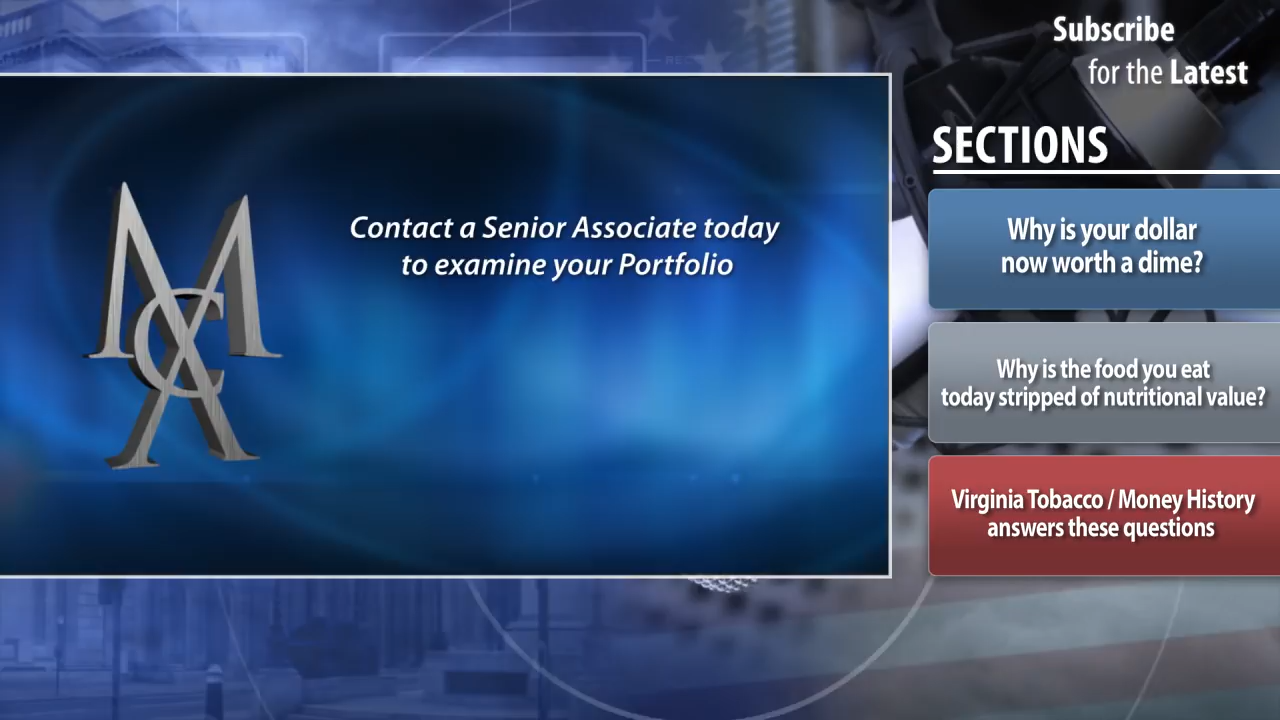 Subscribe
for the Latest
SECTIONS
Contact a Senior Associate today
to examine your Portfolio
MCX
Why is your dollar
now worth a dime?
Why is the food you eat
today stripped of nutritional value?
Virginia Tobacco / Money History
answers these questions